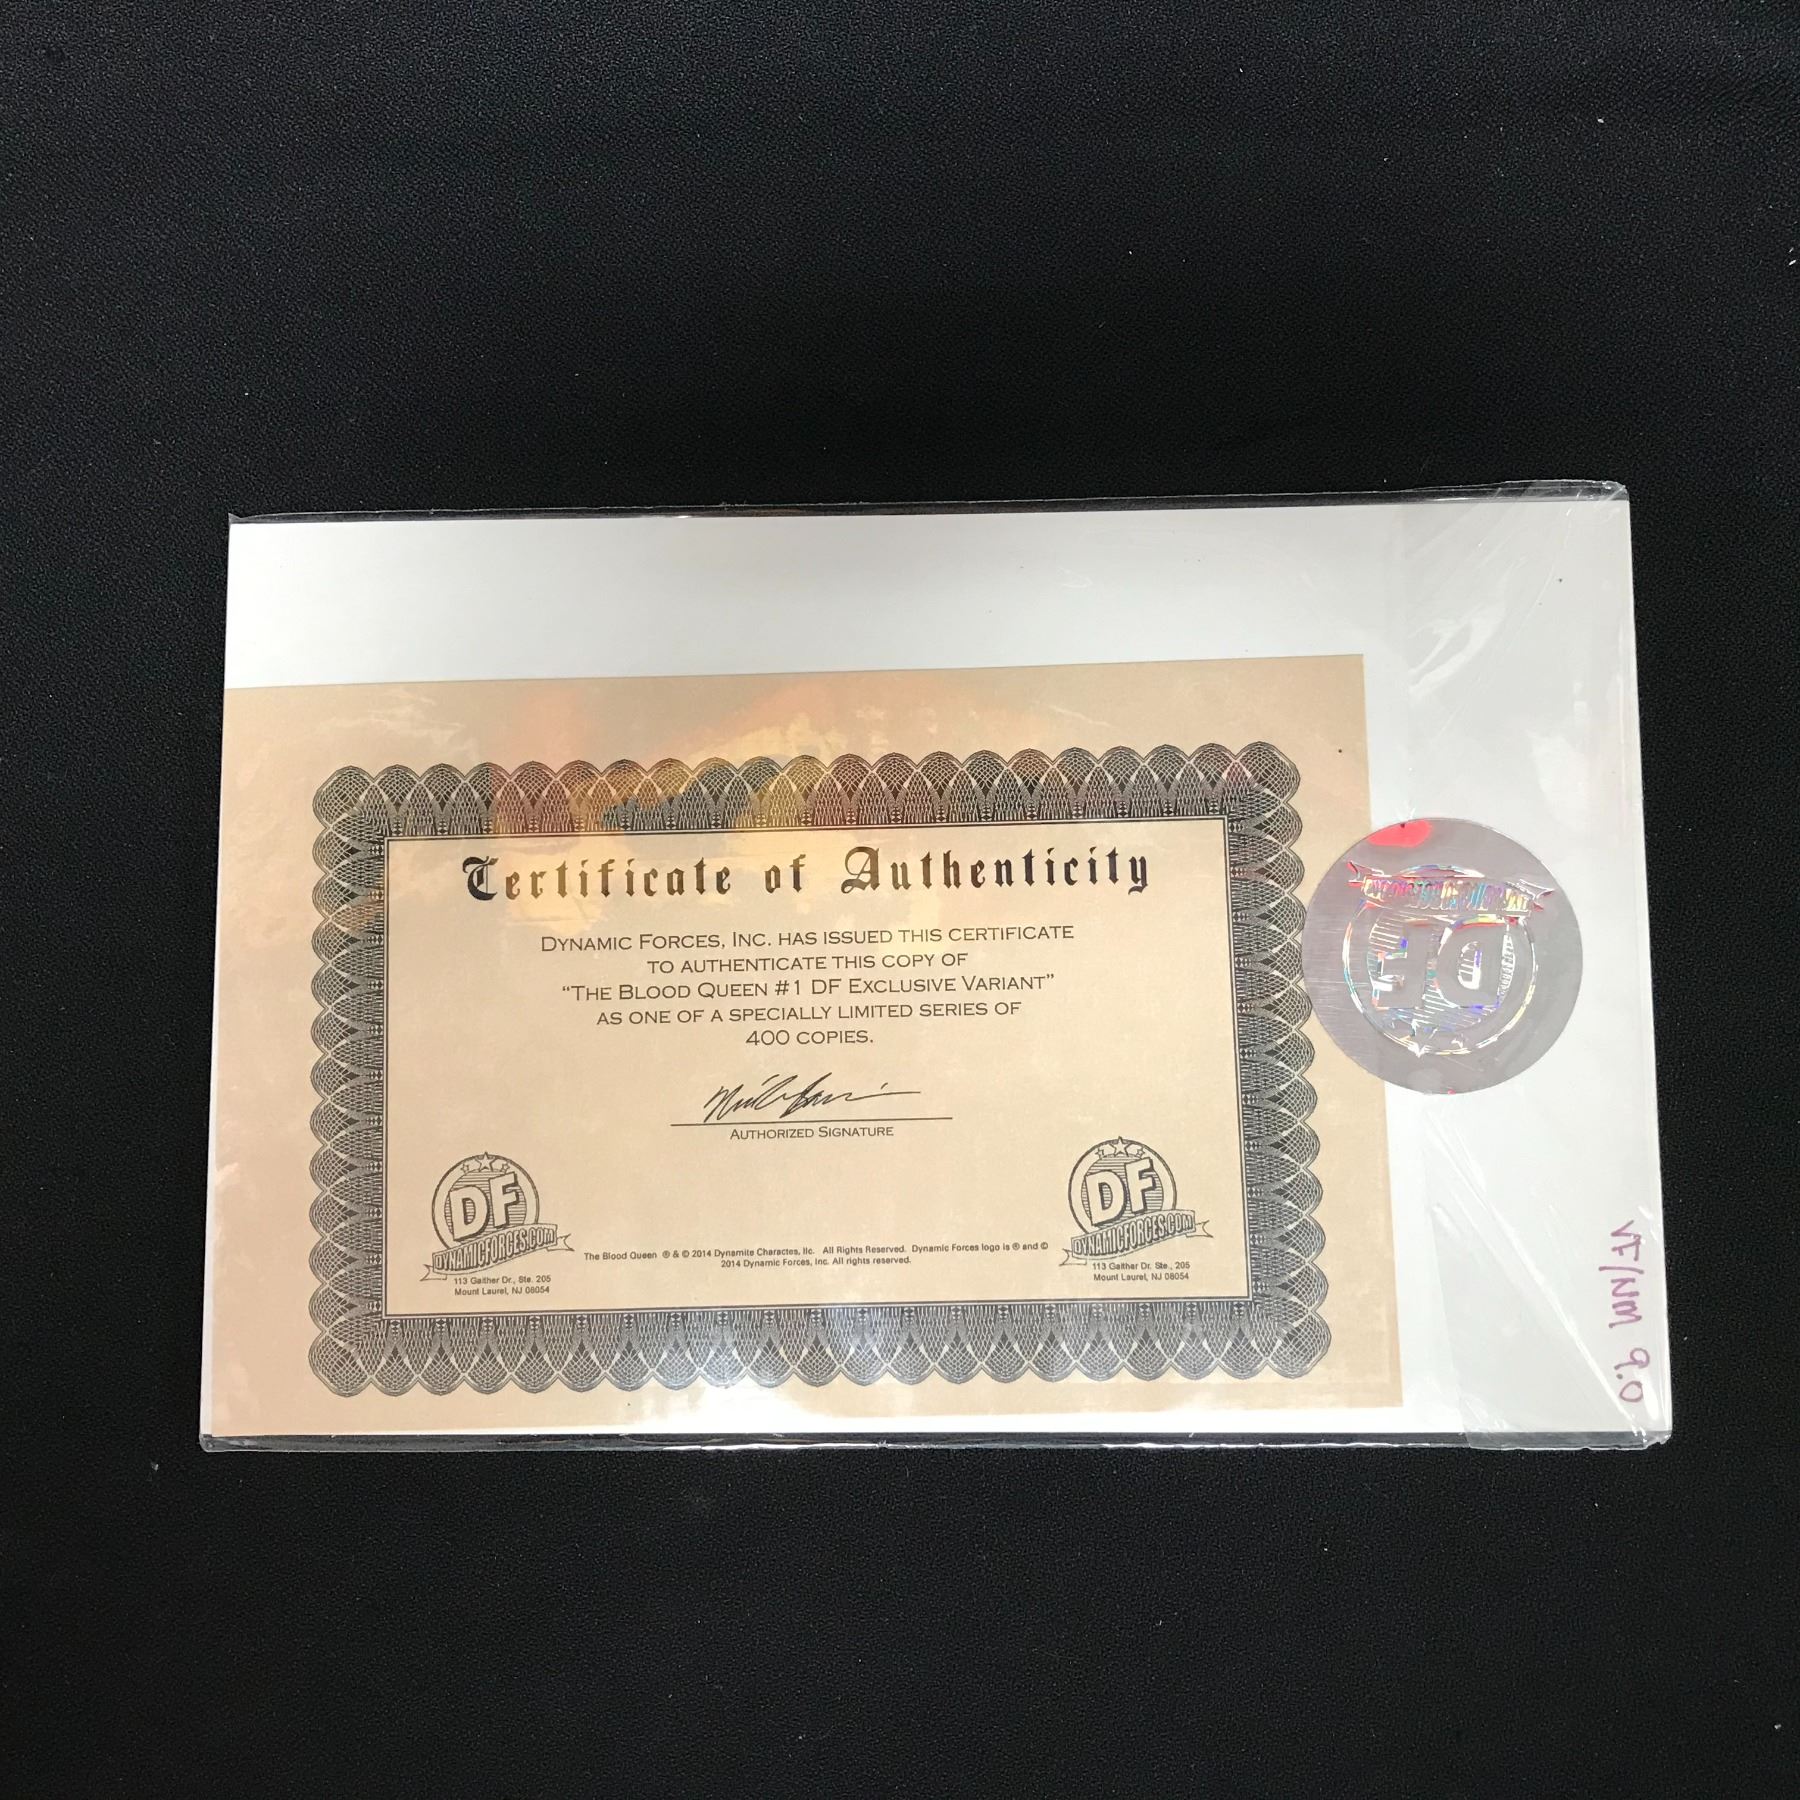 Certificate of Authenticity
DYNAMIC FORCES, INC. HAS ISSUED THIS CERTIFICATE
TO AUTHENTICATE THIS COPY OF
“THE BLOOD QUEEN #1 DF EXCLUSIVE VARIANT”
AS ONE OF A SPECIALLY LIMITED SERIES OF
400 COPIES.
AUTHORIZED SIGNATURE
DF
DYNAMICFORCES.COM
113 Gaither Dr., Ste. 205
Mount Laurel, NJ 08054
The Blood Queen ® & © 2014 Dynamite Charactes, llc. All Rights Reserved. Dynamic Forces logo is ® and ©
2014 Dynamic Forces, Inc. All rights reserved.
DF
DYNAMICFORCES.COM
113 Gaither Dr., Ste., 205
Mount Laurel, NJ 08054
DF
VF/NM 9.0